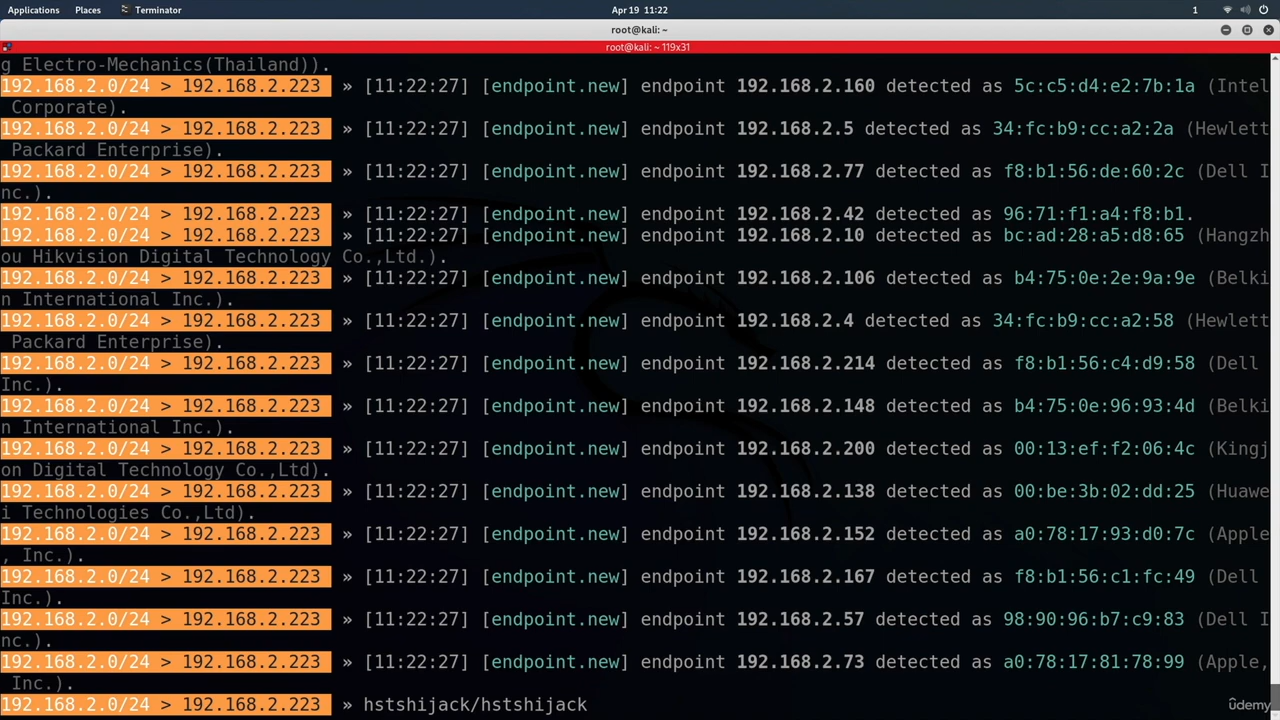 Applications Places Terminator Apr 19 11:22 1
root@kali: ~
root@kali: ~ 119x31
g Electro-Mechanics(Thailand)).
192.168.2.0/24 > 192.168.2.223 » [11:22:27] [endpoint.new] endpoint 192.168.2.160 detected as 5c:c5:d4:e2:7b:1a (Intel
Corporate).
192.168.2.0/24 > 192.168.2.223 » [11:22:27] [endpoint.new] endpoint 192.168.2.5 detected as 34:fc:b9:cc:a2:2a (Hewlett
Packard Enterprise).
192.168.2.0/24 > 192.168.2.223 » [11:22:27] [endpoint.new] endpoint 192.168.2.77 detected as f8:b1:56:de:60:2c (Dell I
nc.).
192.168.2.0/24 > 192.168.2.223 » [11:22:27] [endpoint.new] endpoint 192.168.2.42 detected as 96:71:f1:a4:f8:b1.
192.168.2.0/24 > 192.168.2.223 » [11:22:27] [endpoint.new] endpoint 192.168.2.10 detected as bc:ad:28:a5:d8:65 (Hangzh
ou Hikvision Digital Technology Co.,Ltd.).
192.168.2.0/24 > 192.168.2.223 » [11:22:27] [endpoint.new] endpoint 192.168.2.106 detected as b4:75:0e:2e:9a:9e (Belki
n International Inc.).
192.168.2.0/24 > 192.168.2.223 » [11:22:27] [endpoint.new] endpoint 192.168.2.4 detected as 34:fc:b9:cc:a2:58 (Hewlett
Packard Enterprise).
192.168.2.0/24 > 192.168.2.223 » [11:22:27] [endpoint.new] endpoint 192.168.2.214 detected as f8:b1:56:c4:d9:58 (Dell
Inc.).
192.168.2.0/24 > 192.168.2.223 » [11:22:27] [endpoint.new] endpoint 192.168.2.148 detected as b4:75:0e:96:93:4d (Belki
n International Inc.).
192.168.2.0/24 > 192.168.2.223 » [11:22:27] [endpoint.new] endpoint 192.168.2.200 detected as 00:13:ef:f2:06:4c (Kingj
on Digital Technology Co.,Ltd).
192.168.2.0/24 > 192.168.2.223 » [11:22:27] [endpoint.new] endpoint 192.168.2.138 detected as 00:be:3b:02:dd:25 (Huawe
i Technologies Co.,Ltd).
192.168.2.0/24 > 192.168.2.223 » [11:22:27] [endpoint.new] endpoint 192.168.2.152 detected as a0:78:17:93:d0:7c (Apple
, Inc.).
192.168.2.0/24 > 192.168.2.223 » [11:22:27] [endpoint.new] endpoint 192.168.2.167 detected as f8:b1:56:c1:fc:49 (Dell
Inc.).
192.168.2.0/24 > 192.168.2.223 » [11:22:27] [endpoint.new] endpoint 192.168.2.57 detected as 98:90:96:b7:c9:83 (Dell I
nc.).
192.168.2.0/24 > 192.168.2.223 » [11:22:27] [endpoint.new] endpoint 192.168.2.73 detected as a0:78:17:81:78:99 (Apple,
Inc.).
192.168.2.0/24 > 192.168.2.223 » hstshijack/hstshijack
ûdemy